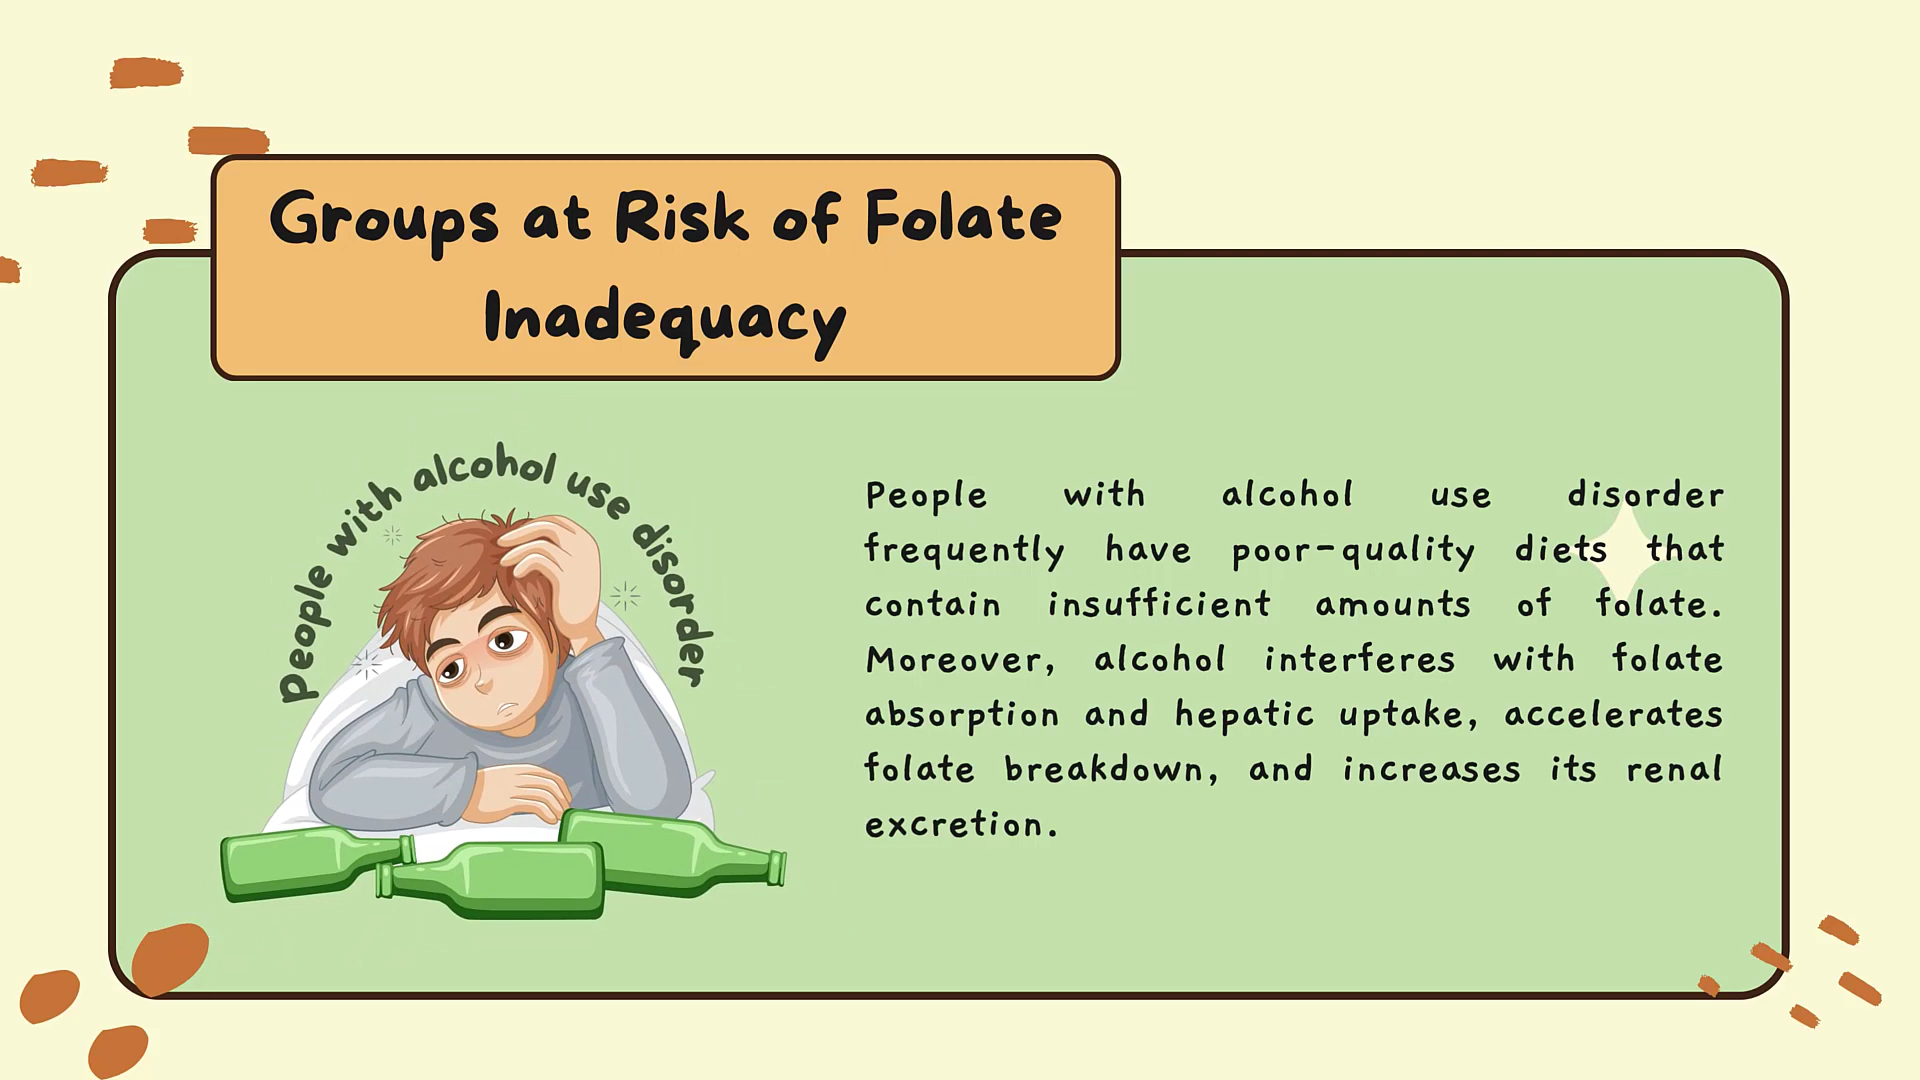 Groups at Risk of Folate
Inadequacy
people with alcohol use disorder
People with alcohol use disorder
frequently have poor-quality diets that
contain insufficient amounts of folate.
Moreover, alcohol interferes with folate
absorption and hepatic uptake, accelerates
folate breakdown, and increases its renal
excretion.